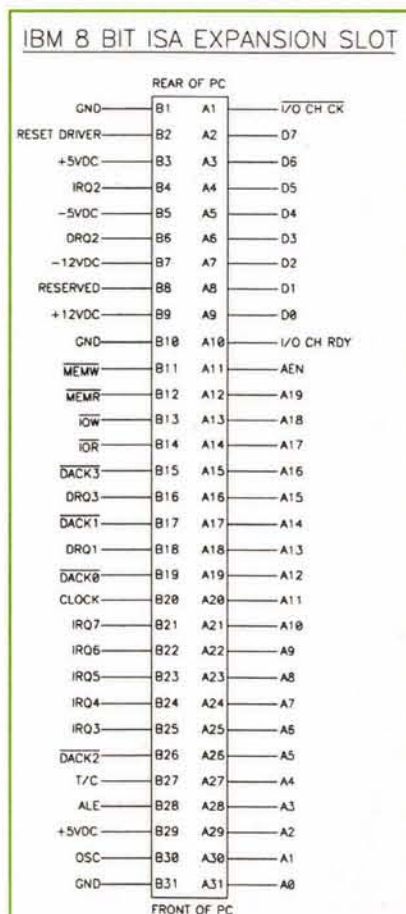 IBM 8 BIT ISA EXPANSION SLOT
REAR OF PC
GND B1 A1 I/O CH CK
RESET DRIVER B2 A2 D7
+5VDC B3 A3 D6
IRQ2 B4 A4 D5
-5VDC B5 A5 D4
DRQ2 B6 A6 D3
-12VDC B7 A7 D2
RESERVED B8 A8 D1
+12VDC B9 A9 D0
GND B10 A10 I/O CH RDY
MEMW B11 A11 AEN
MEMR B12 A12 A19
IOW B13 A13 A18
IOR B14 A14 A17
DACK3 B15 A15 A16
DRQ3 B16 A16 A15
DACK1 B17 A17 A14
DRQ1 B18 A18 A13
DACK0 B19 A19 A12
CLOCK B20 A20 A11
IRQ7 B21 A21 A10
IRQ6 B22 A22 A9
IRQ5 B23 A23 A8
IRQ4 B24 A24 A7
IRQ3 B25 A25 A6
DACK2 B26 A26 A5
T/C B27 A27 A4
ALE B28 A28 A3
+5VDC B29 A29 A2
OSC B30 A30 A1
GND B31 A31 A0
FRONT OF PC